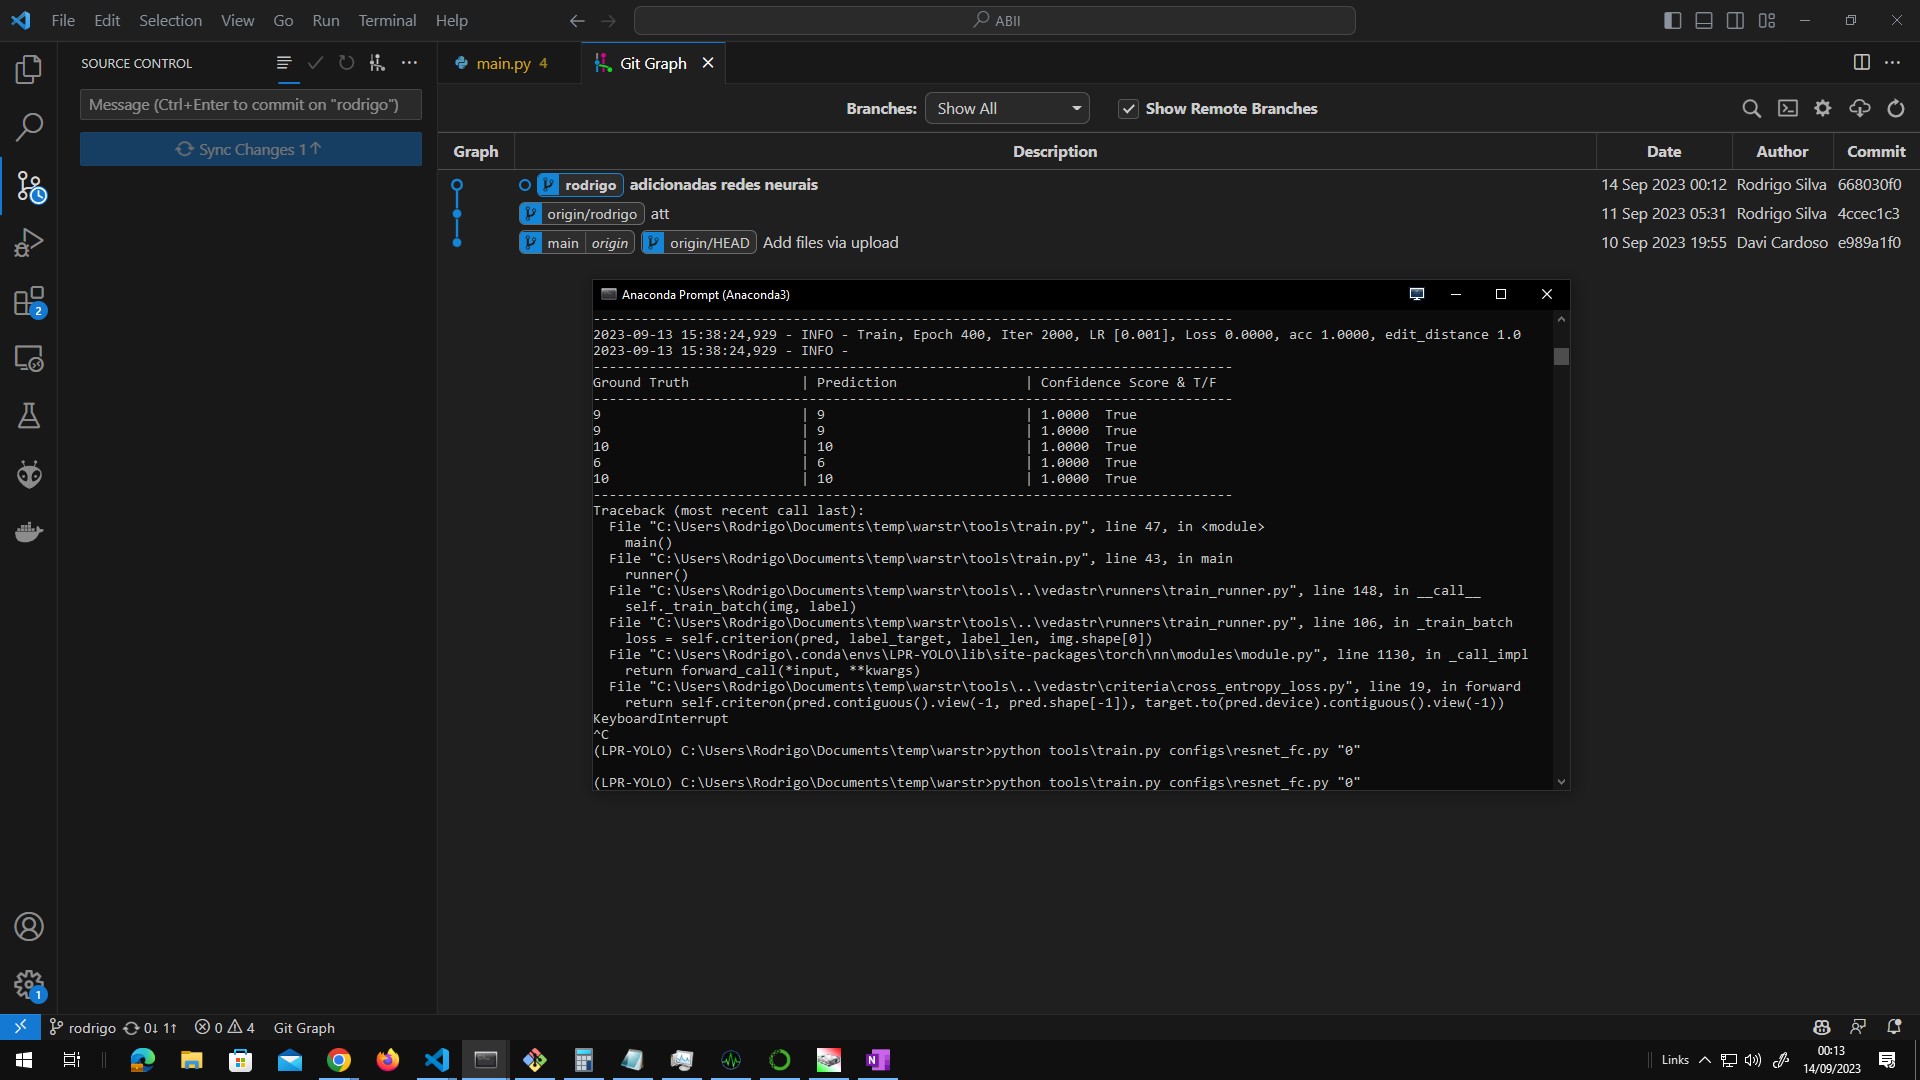 File Edit Selection View Go Run Terminal Help
ABII
SOURCE CONTROL
Message (Ctrl+Enter to commit on "rodrigo")
Sync Changes 1↑
main.py 4
Git Graph
Branches: Show All
Show Remote Branches
Graph Description Date Author Commit
rodrigo adicionadas redes neurais 14 Sep 2023 00:12 Rodrigo Silva 668030f0
origin/rodrigo att 11 Sep 2023 05:31 Rodrigo Silva 4ccec1c3
main origin origin/HEAD Add files via upload 10 Sep 2023 19:55 Davi Cardoso e989a1f0
Anaconda Prompt (Anaconda3)
--------------------------------------------------------------------------------
2023-09-13 15:38:24,929 - INFO - Train, Epoch 400, Iter 2000, LR [0.001], Loss 0.0000, acc 1.0000, edit_distance 1.0
2023-09-13 15:38:24,929 - INFO -
--------------------------------------------------------------------------------
Ground Truth | Prediction | Confidence Score & T/F
--------------------------------------------------------------------------------
9 | 9 | 1.0000 True
9 | 9 | 1.0000 True
10 | 10 | 1.0000 True
6 | 6 | 1.0000 True
10 | 10 | 1.0000 True
--------------------------------------------------------------------------------
Traceback (most recent call last):
File "C:\Users\Rodrigo\Documents\temp\warstr\tools\train.py", line 47, in <module>
main()
File "C:\Users\Rodrigo\Documents\temp\warstr\tools\train.py", line 43, in main
runner()
File "C:\Users\Rodrigo\Documents\temp\warstr\tools\..\vedastr\runners\train_runner.py", line 148, in __call__
self._train_batch(img, label)
File "C:\Users\Rodrigo\Documents\temp\warstr\tools\..\vedastr\runners\train_runner.py", line 106, in _train_batch
loss = self.criterion(pred, label_target, label_len, img.shape[0])
File "C:\Users\Rodrigo\.conda\envs\LPR-YOLO\lib\site-packages\torch\nn\modules\module.py", line 1130, in _call_impl
return forward_call(*input, **kwargs)
File "C:\Users\Rodrigo\Documents\temp\warstr\tools\..\vedastr\criteria\cross_entropy_loss.py", line 19, in forward
return self.criteron(pred.contiguous().view(-1, pred.shape[-1]), target.to(pred.device).contiguous().view(-1))
KeyboardInterrupt
^C
(LPR-YOLO) C:\Users\Rodrigo\Documents\temp\warstr>python tools\train.py configs\resnet_fc.py "0"
(LPR-YOLO) C:\Users\Rodrigo\Documents\temp\warstr>python tools\train.py configs\resnet_fc.py "0"
2
1
rodrigo 0↓ 1↑ 0 4 Git Graph
Links
00:13
14/09/2023